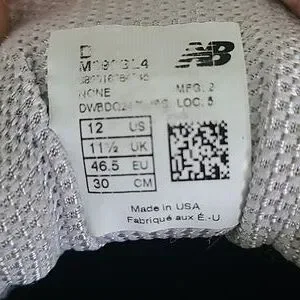 D
NB
NONE
MFG. 2
LOC. 5
12 US
11½ UK
46.5 EU
30 CM
Made in USA
Fabriqué aux É.-U